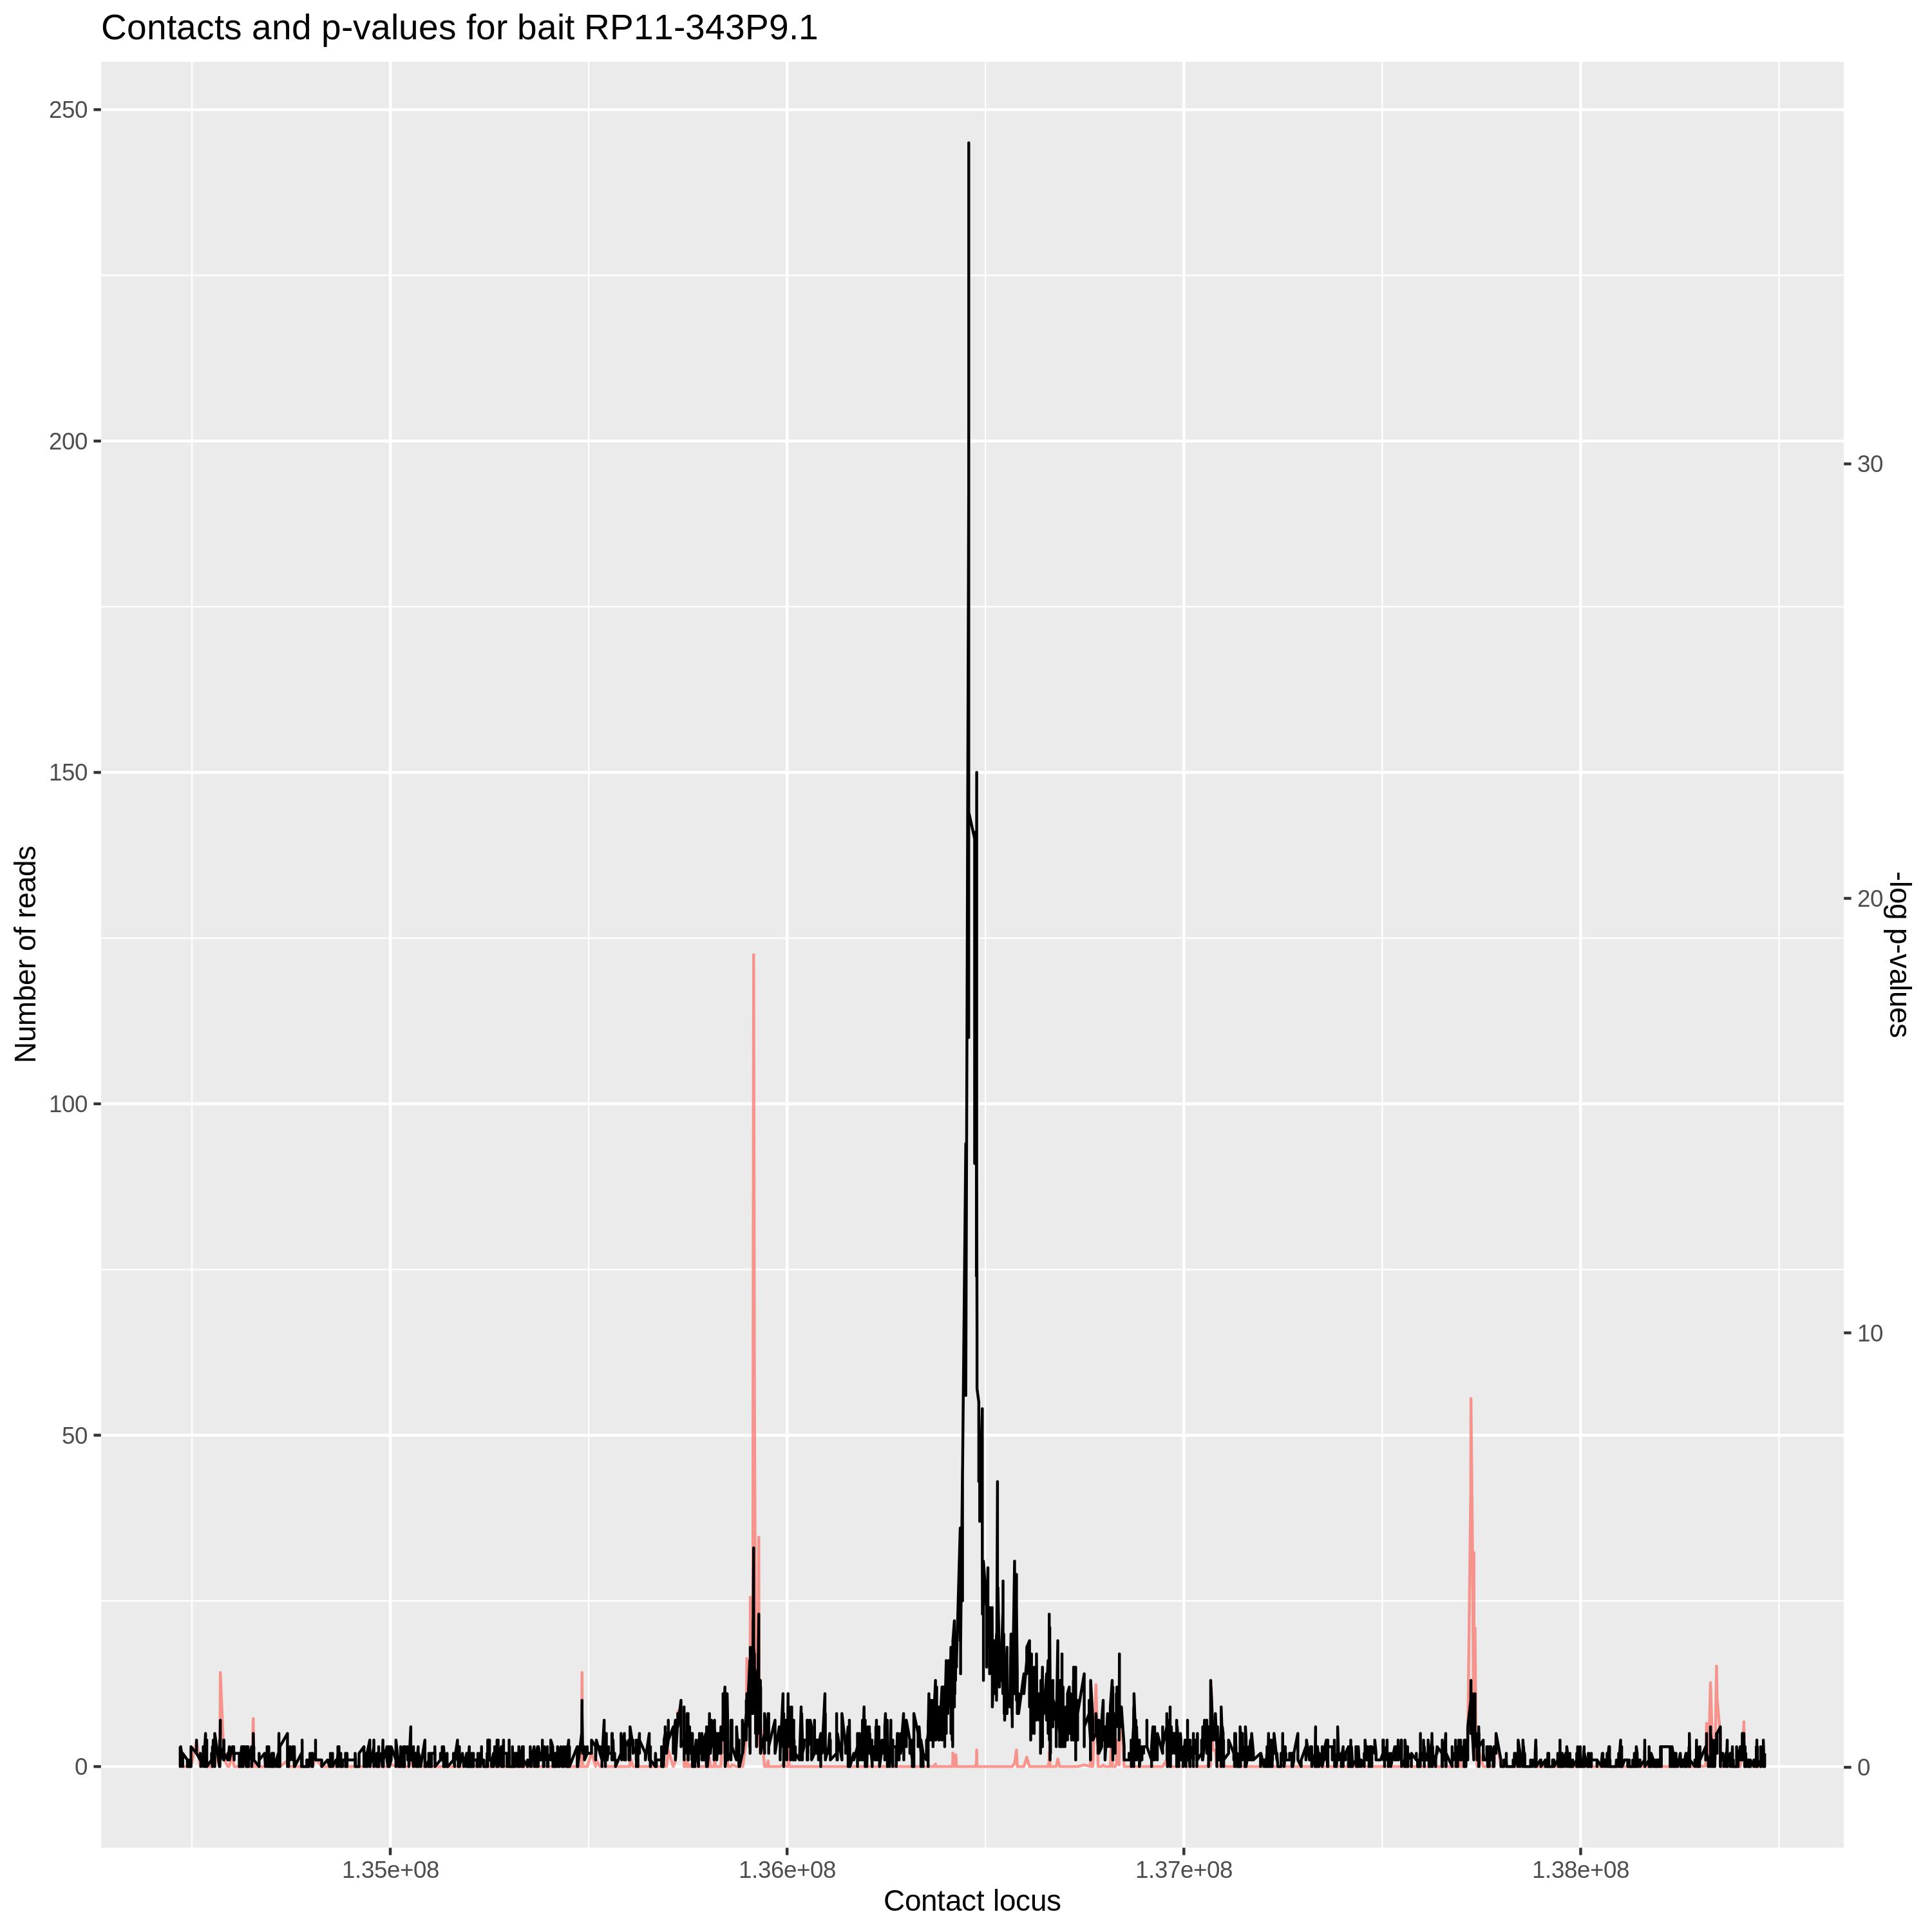 Contacts and p-values for bait RP11-343P9.1
250
200
150
100
50
0
Number of reads
30
20
10
0
-log p-values
1.35e+08
1.36e+08
1.37e+08
1.38e+08
Contact locus